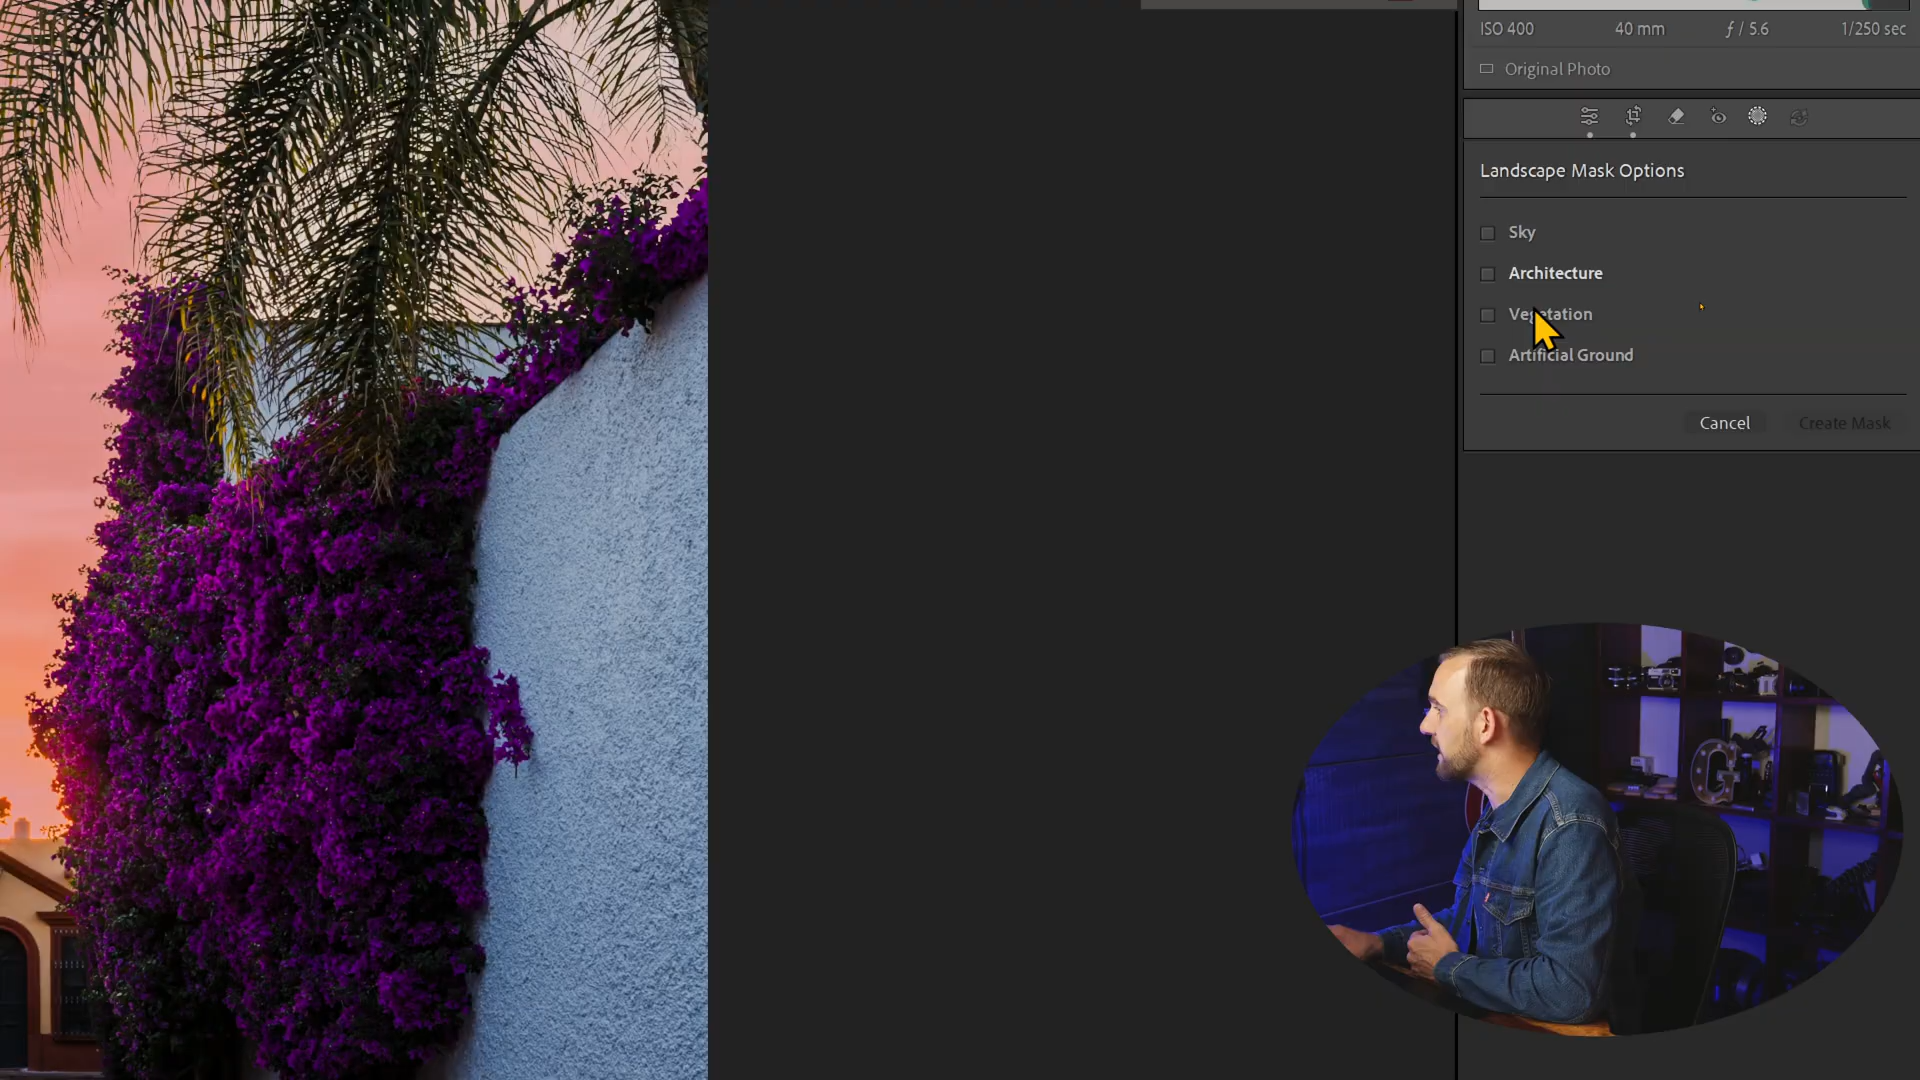 ISO 400 40 mm ƒ / 5.6 1/250 sec
Original Photo
Landscape Mask Options
Sky
Architecture
Vegetation
Artificial Ground
Cancel Create Mask
G